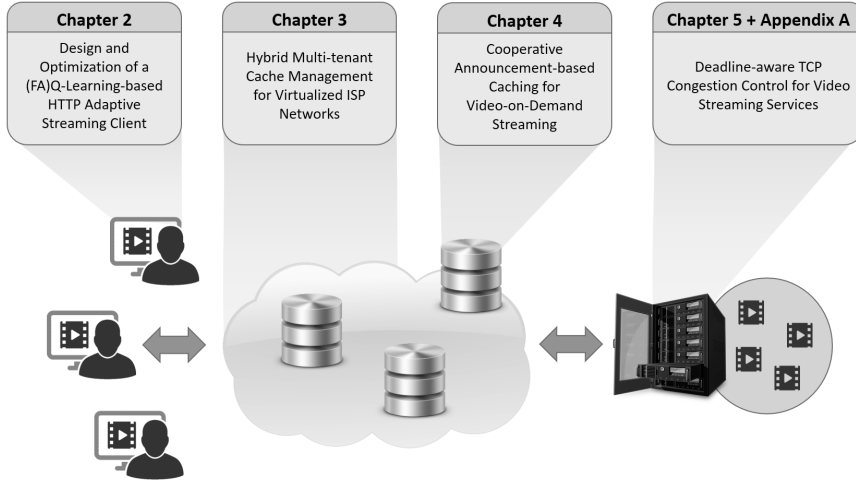 Chapter 2
Design and
Optimization of a
(FA)Q-Learning-based
HTTP Adaptive
Streaming Client
Chapter 3
Hybrid Multi-tenant
Cache Management
for Virtualized ISP
Networks
Chapter 4
Cooperative
Announcement-based
Caching for
Video-on-Demand
Streaming
Chapter 5 + Appendix A
Deadline-aware TCP
Congestion Control for Video
Streaming Services